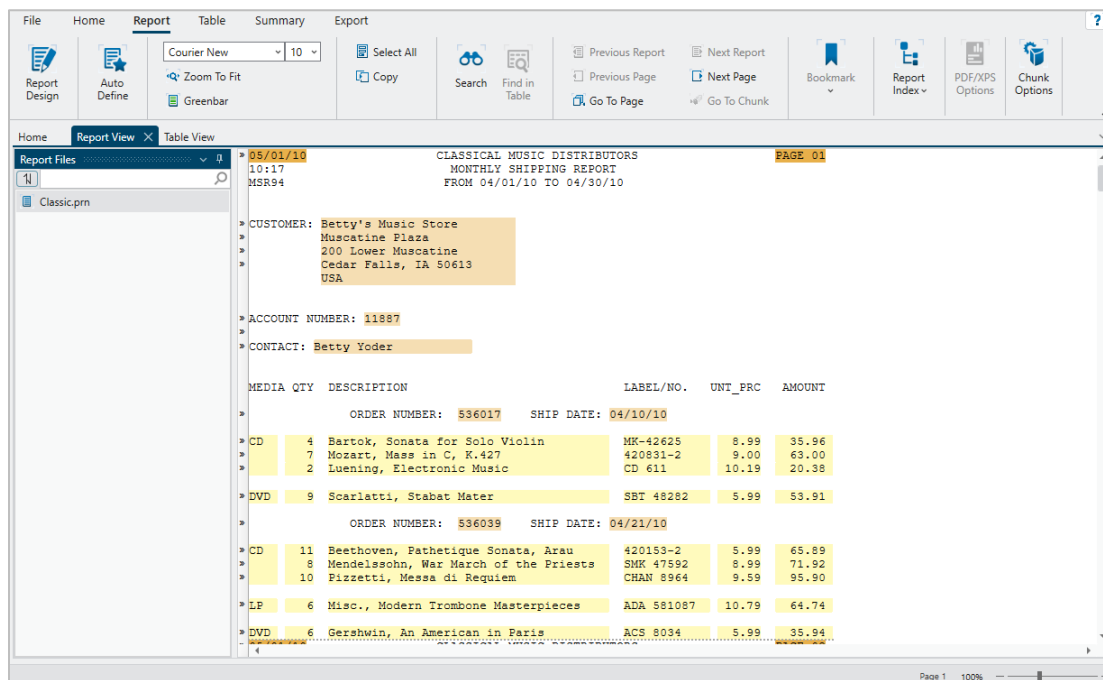 File Home Report Table Summary Export ?
Report Design
Auto Define
Courier New 10
Zoom To Fit
Greenbar
Select All
Copy
Search
Find in Table
Previous Report Next Report
Previous Page Next Page
Go To Page Go To Chunk
Bookmark
Report Index
PDF/XPS Options
Chunk Options
Home Report View Table View
Report Files
Classic.prn
05/01/10 CLASSICAL MUSIC DISTRIBUTORS PAGE 01
10:17 MONTHLY SHIPPING REPORT
MSR94 FROM 04/01/10 TO 04/30/10
CUSTOMER: Betty's Music Store
Muscatine Plaza
200 Lower Muscatine
Cedar Falls, IA 50613
USA
ACCOUNT NUMBER: 11887
CONTACT: Betty Yoder
MEDIA QTY DESCRIPTION LABEL/NO. UNT_PRC AMOUNT
ORDER NUMBER: 536017 SHIP DATE: 04/10/10
CD 4 Bartok, Sonata for Solo Violin MK-42625 8.99 35.96
7 Mozart, Mass in C, K.427 420831-2 9.00 63.00
2 Luening, Electronic Music CD 611 10.19 20.38
DVD 9 Scarlatti, Stabat Mater SBT 48282 5.99 53.91
ORDER NUMBER: 536039 SHIP DATE: 04/21/10
CD 11 Beethoven, Pathetique Sonata, Arau 420153-2 5.99 65.89
8 Mendelssohn, War March of the Priests SMK 47592 8.99 71.92
10 Pizzetti, Messa di Requiem CHAN 8964 9.59 95.90
LP 6 Misc., Modern Trombone Masterpieces ADA 581087 10.79 64.74
DVD 6 Gershwin, An American in Paris ACS 8034 5.99 35.94
Page 1 100%